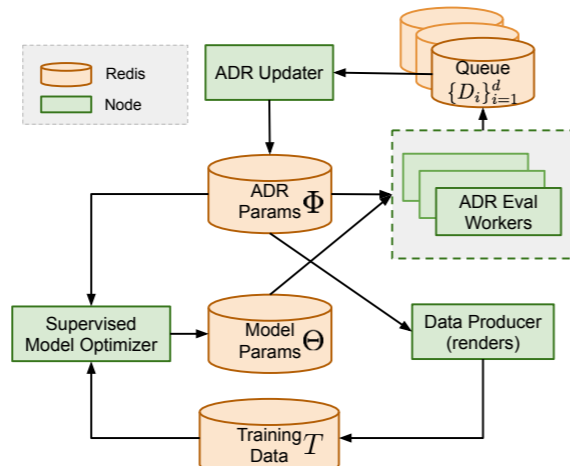 Redis
Node
ADR Updater
Queue
{D_i}_{i=1}^d
ADR
Params Φ
ADR Eval
Workers
Supervised
Model Optimizer
Model
Params Θ
Data Producer
(renders)
Training
Data T